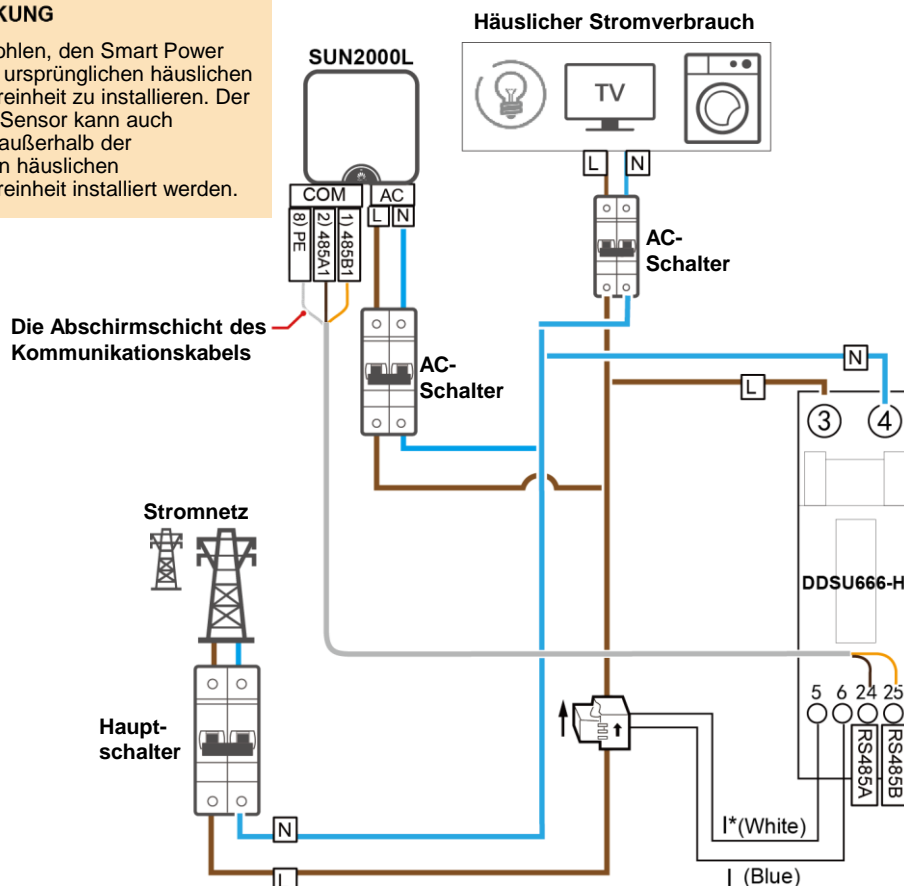 KUNG
ohlen, den Smart Power
ursprünglichen häuslichen
reinheit zu installieren. Der
Sensor kann auch
außerhalb der
n häuslichen
reinheit installiert werden.
Häuslicher Stromverbrauch
SUN2000L
TV
L N
COM AC
8) PE
2) 485A1
1) 485B1
L N
AC-
Schalter
Die Abschirmschicht des
Kommunikationskabels
AC-
Schalter
N
L
3 4
Stromnetz
DDSU666-H
5 6 24 25
RS485A
RS485B
Haupt-
schalter
I*(White)
N
I (Blue)
L